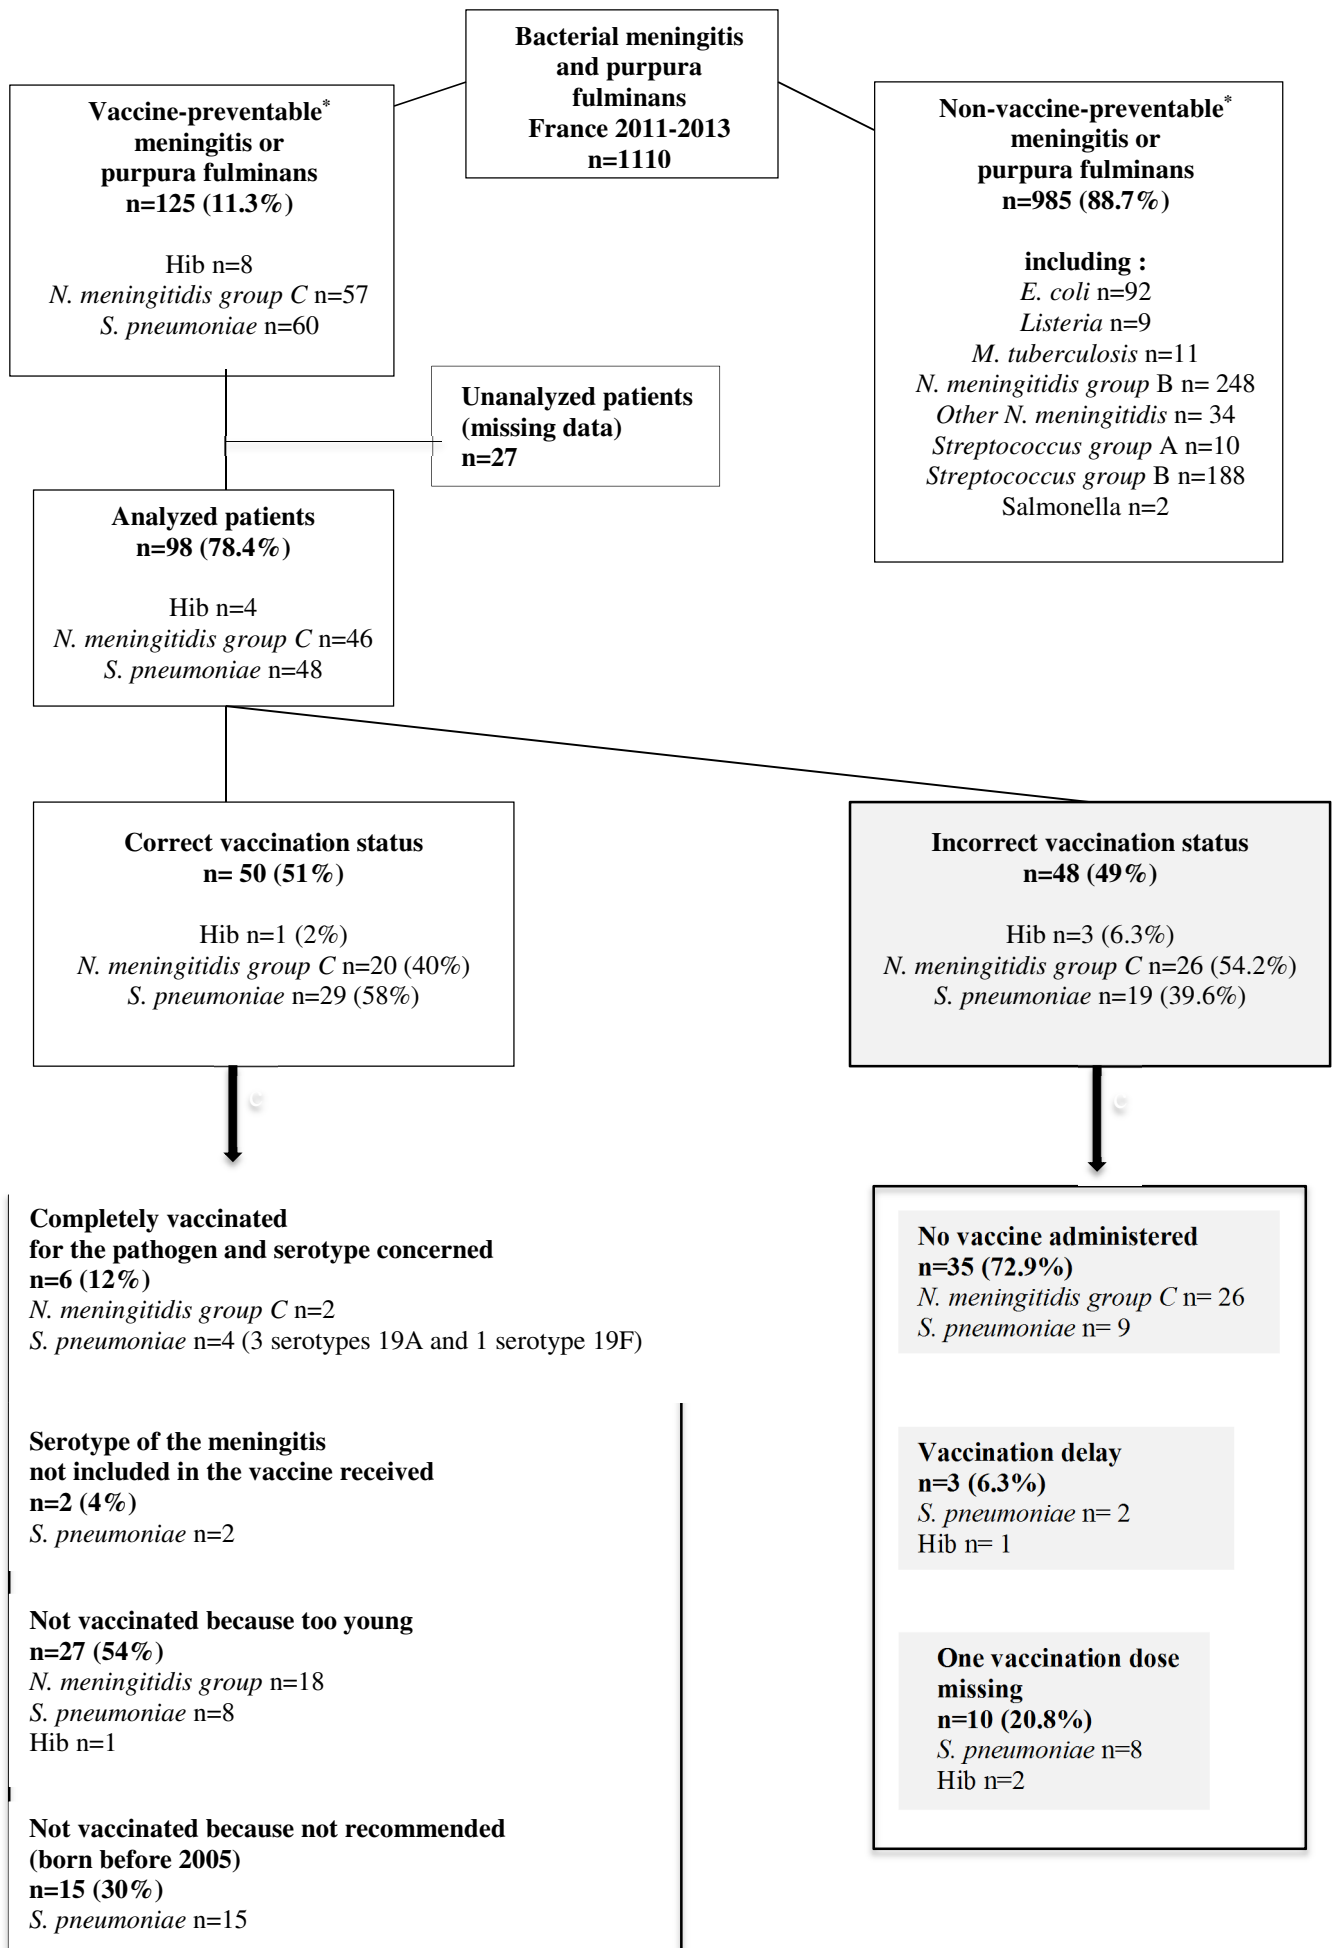 Bacterial meningitis
and purpura
fulminans
France 2011-2013
n=1110
Vaccine-preventable*
meningitis or
purpura fulminans
n=125 (11.3%)
Hib n=8
N. meningitidis group C n=57
S. pneumoniae n=60
Non-vaccine-preventable*
meningitis or
purpura fulminans
n=985 (88.7%)
including :
E. coli n=92
Listeria n=9
M. tuberculosis n=11
N. meningitidis group B n= 248
Other N. meningitidis n= 34
Streptococcus group A n=10
Streptococcus group B n=188
Salmonella n=2
Unanalyzed patients
(missing data)
n=27
Analyzed patients
n=98 (78.4%)
Hib n=4
N. meningitidis group C n=46
S. pneumoniae n=48
Correct vaccination status
n= 50 (51%)
Hib n=1 (2%)
N. meningitidis group C n=20 (40%)
S. pneumoniae n=29 (58%)
Incorrect vaccination status
n=48 (49%)
Hib n=3 (6.3%)
N. meningitidis group C n=26 (54.2%)
S. pneumoniae n=19 (39.6%)
c
c
Completely vaccinated
for the pathogen and serotype concerned
n=6 (12%)
N. meningitidis group C n=2
S. pneumoniae n=4 (3 serotypes 19A and 1 serotype 19F)
Serotype of the meningitis
not included in the vaccine received
n=2 (4%)
S. pneumoniae n=2
Not vaccinated because too young
n=27 (54%)
N. meningitidis group n=18
S. pneumoniae n=8
Hib n=1
Not vaccinated because not recommended
(born before 2005)
n=15 (30%)
S. pneumoniae n=15
No vaccine administered
n=35 (72.9%)
N. meningitidis group C n= 26
S. pneumoniae n= 9
Vaccination delay
n=3 (6.3%)
S. pneumoniae n= 2
Hib n= 1
One vaccination dose
missing
n=10 (20.8%)
S. pneumoniae n=8
Hib n=2